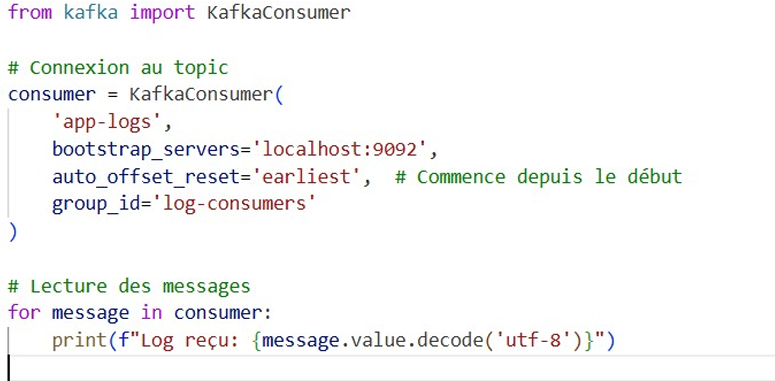 from kafka import KafkaConsumer
# Connexion au topic
consumer = KafkaConsumer(
    'app-logs',
    bootstrap_servers='localhost:9092',
    auto_offset_reset='earliest',  # Commence depuis le début
    group_id='log-consumers'
)
# Lecture des messages
for message in consumer:
    print(f"Log reçu: {message.value.decode('utf-8')}")